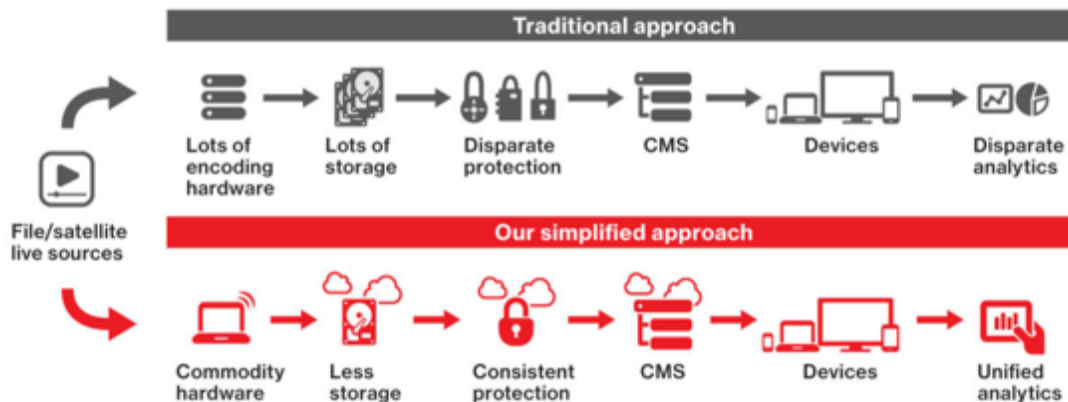 Traditional approach
Lots of
encoding
hardware
Lots of
storage
Disparate
protection
CMS
Devices
Disparate
analytics
File/satellite
live sources
Our simplified approach
Commodity
hardware
Less
storage
Consistent
protection
CMS
Devices
Unified
analytics